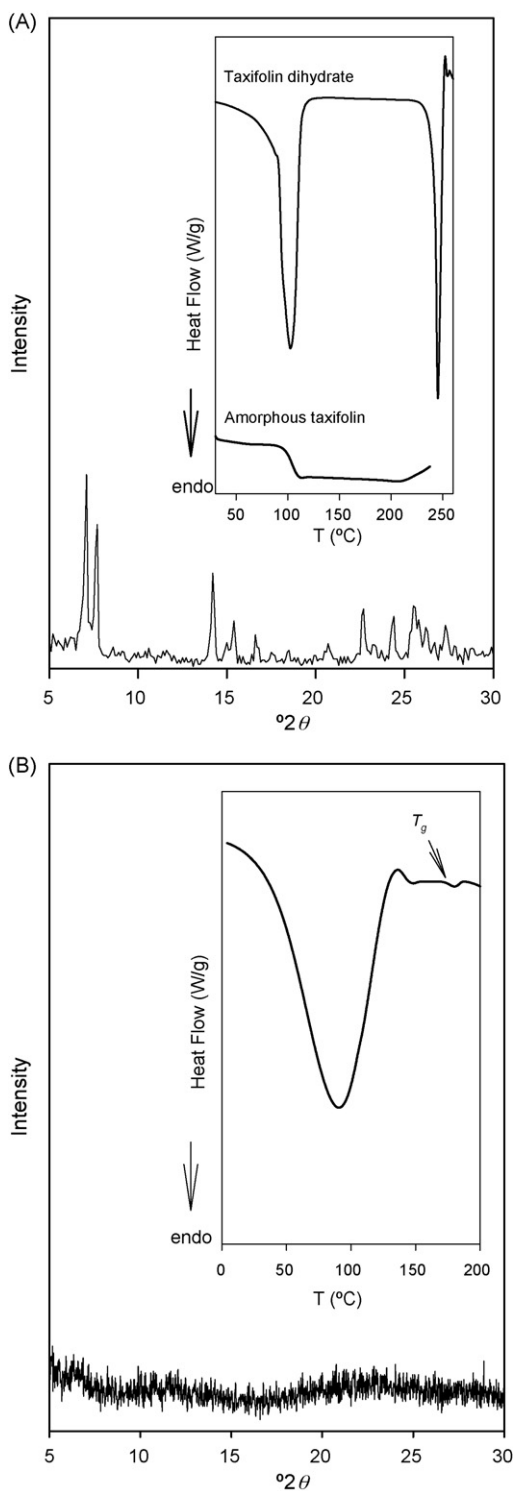 (A)
Taxifolin dihydrate
Heat Flow (W/g)
Intensity
Amorphous taxifolin
endo
50 100 150 200 250
T (ºC)
5 10 15 20 25 30
º2θ
(B)
Tg
Heat Flow (W/g)
Intensity
endo
0 50 100 150 200
T (ºC)
5 10 15 20 25 30
º2θ